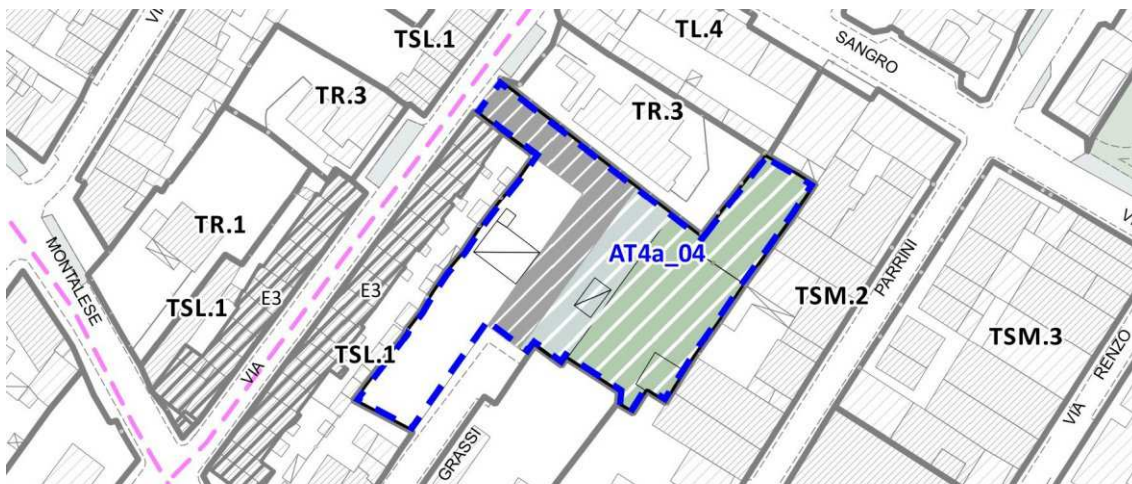 VIA
TSL.1
TL.4
SANGRO
TR.3
TR.3
TR.1
AT4a_04
MONTALESE
E3
E3
TSL.1
VIA
TSL.1
TSM.2
PARRINI
TSM.3
RENZO
VIA
GRASSI